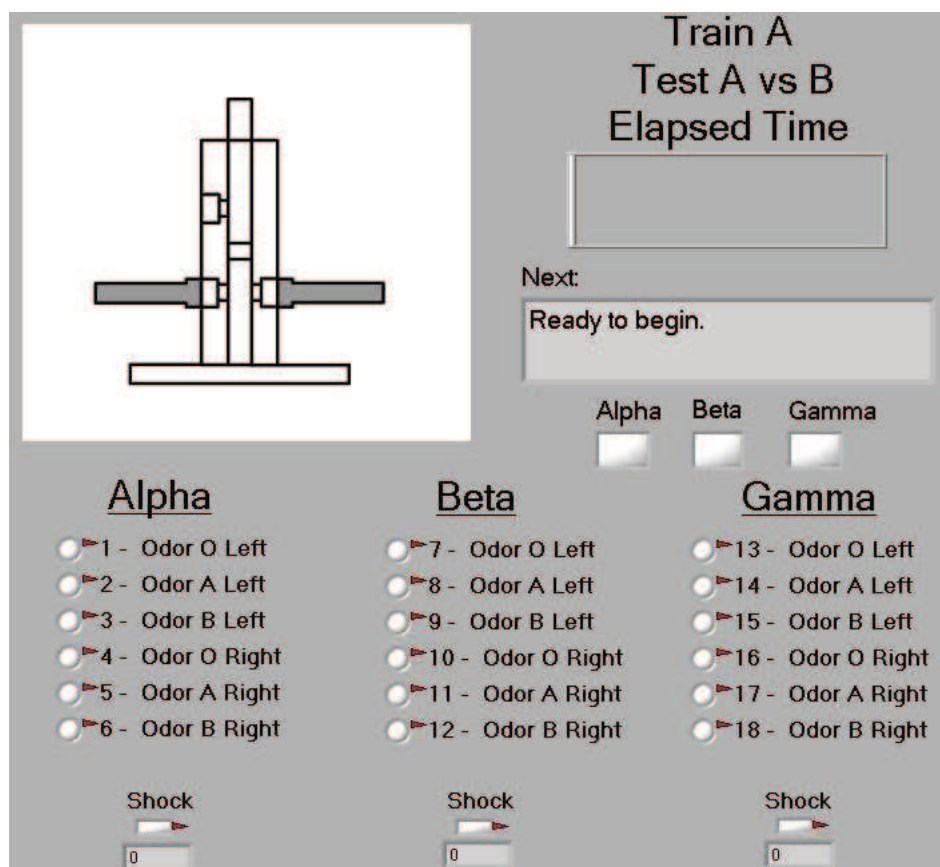 Train A
Test A vs B
Elapsed Time
Next:
Ready to begin.
Alpha Beta Gamma
Alpha Beta Gamma
1 - Odor O Left 7 - Odor O Left 13 - Odor O Left
2 - Odor A Left 8 - Odor A Left 14 - Odor A Left
3 - Odor B Left 9 - Odor B Left 15 - Odor B Left
4 - Odor O Right 10 - Odor O Right 16 - Odor O Right
5 - Odor A Right 11 - Odor A Right 17 - Odor A Right
6 - Odor B Right 12 - Odor B Right 18 - Odor B Right
Shock Shock Shock
0 0 0